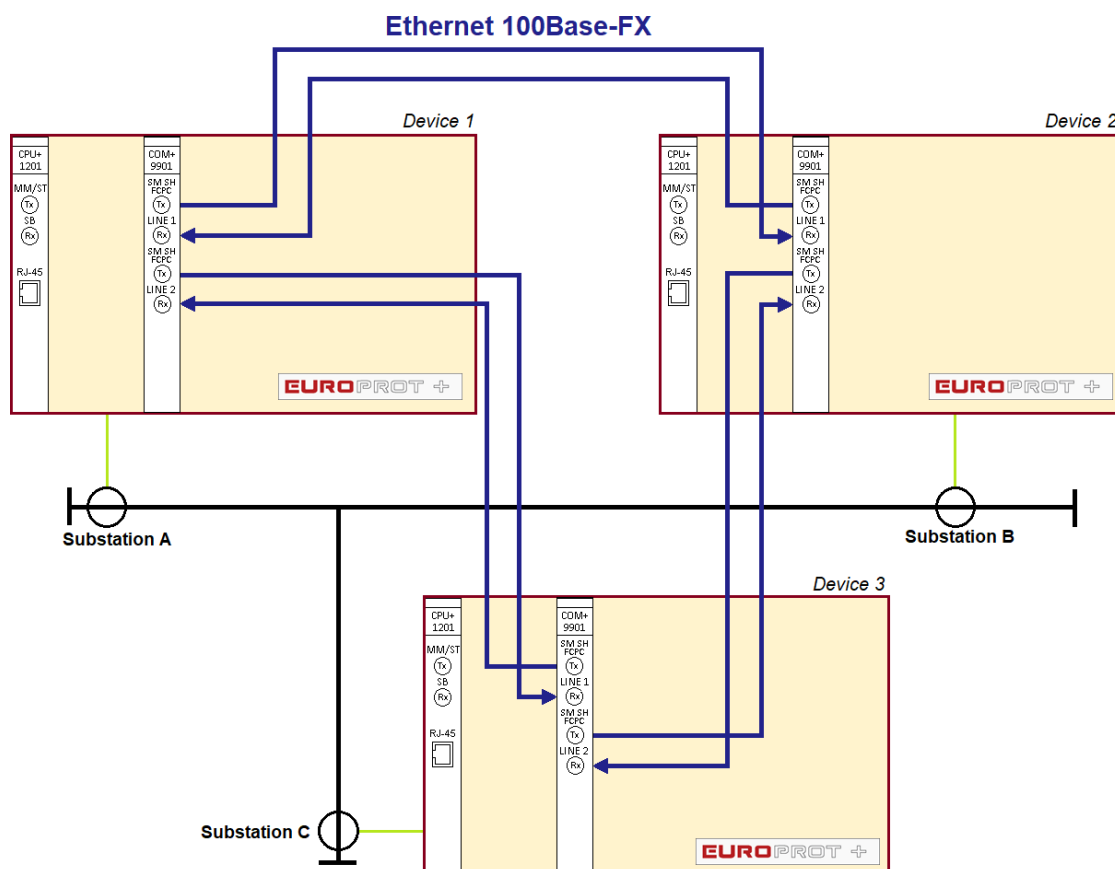 Ethernet 100Base-FX
Device 1
CPU+
1201
MM/ST
Tx
SB
Rx
RJ-45
COM+
9901
SM SH
FCPC
Tx
LINE 1
Rx
SM SH
FCPC
Tx
LINE 2
Rx
EUROPROT +
Device 2
CPU+
1201
MM/ST
Tx
SB
Rx
RJ-45
COM+
9901
SM SH
FCPC
Tx
LINE 1
Rx
SM SH
FCPC
Tx
LINE 2
Rx
EUROPROT +
Substation A
Substation B
Device 3
CPU+
1201
MM/ST
Tx
SB
Rx
RJ-45
COM+
9901
SM SH
FCPC
Tx
LINE 1
Rx
SM SH
FCPC
Tx
LINE 2
Rx
Substation C
EUROPROT +